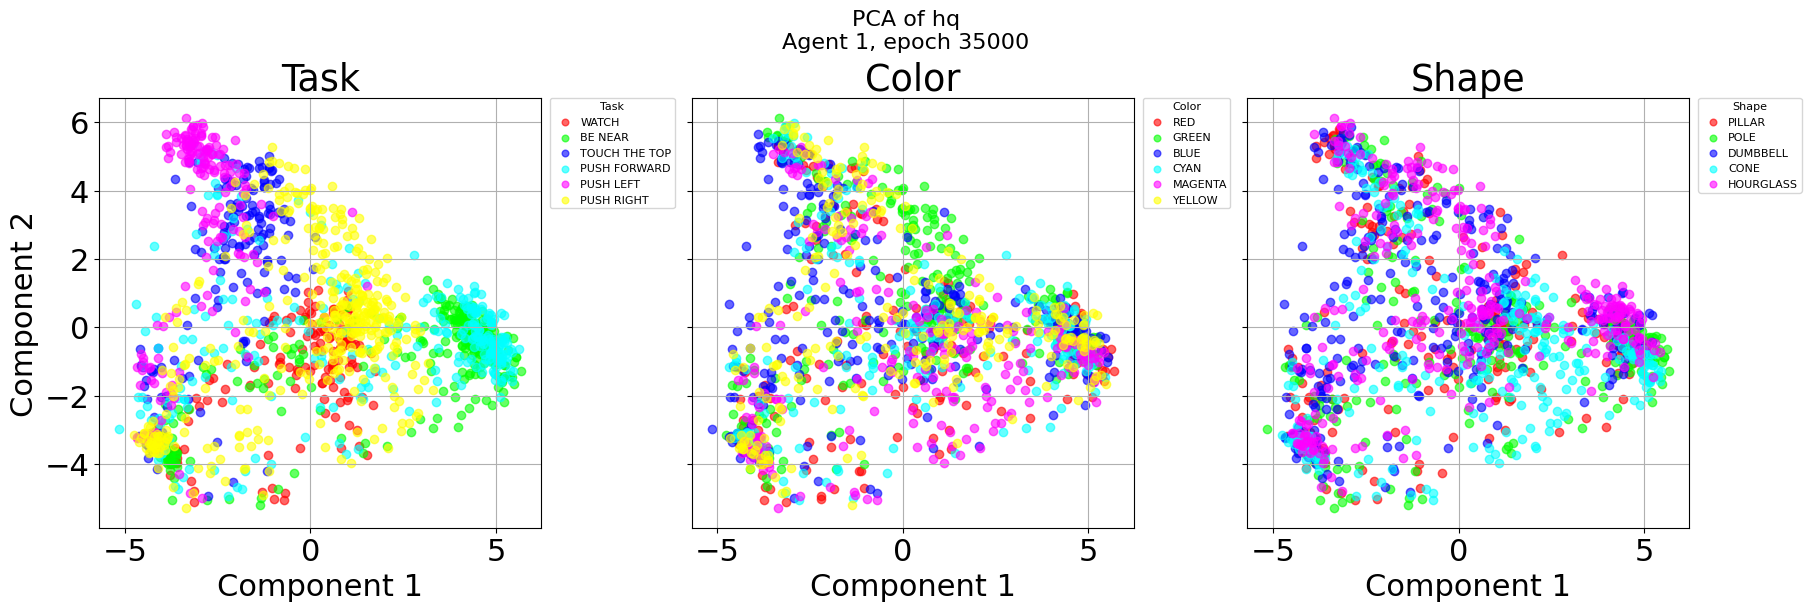 PCA of hq
Agent 1, epoch 35000
Task
Color
Shape
Task
WATCH
BE NEAR
TOUCH THE TOP
PUSH FORWARD
PUSH LEFT
PUSH RIGHT
Color
RED
GREEN
BLUE
CYAN
MAGENTA
YELLOW
Shape
PILLAR
POLE
DUMBBELL
CONE
HOURGLASS
Component 2
6
4
2
0
−2
−4
−5 0 5
−5 0 5
−5 0 5
Component 1
Component 1
Component 1